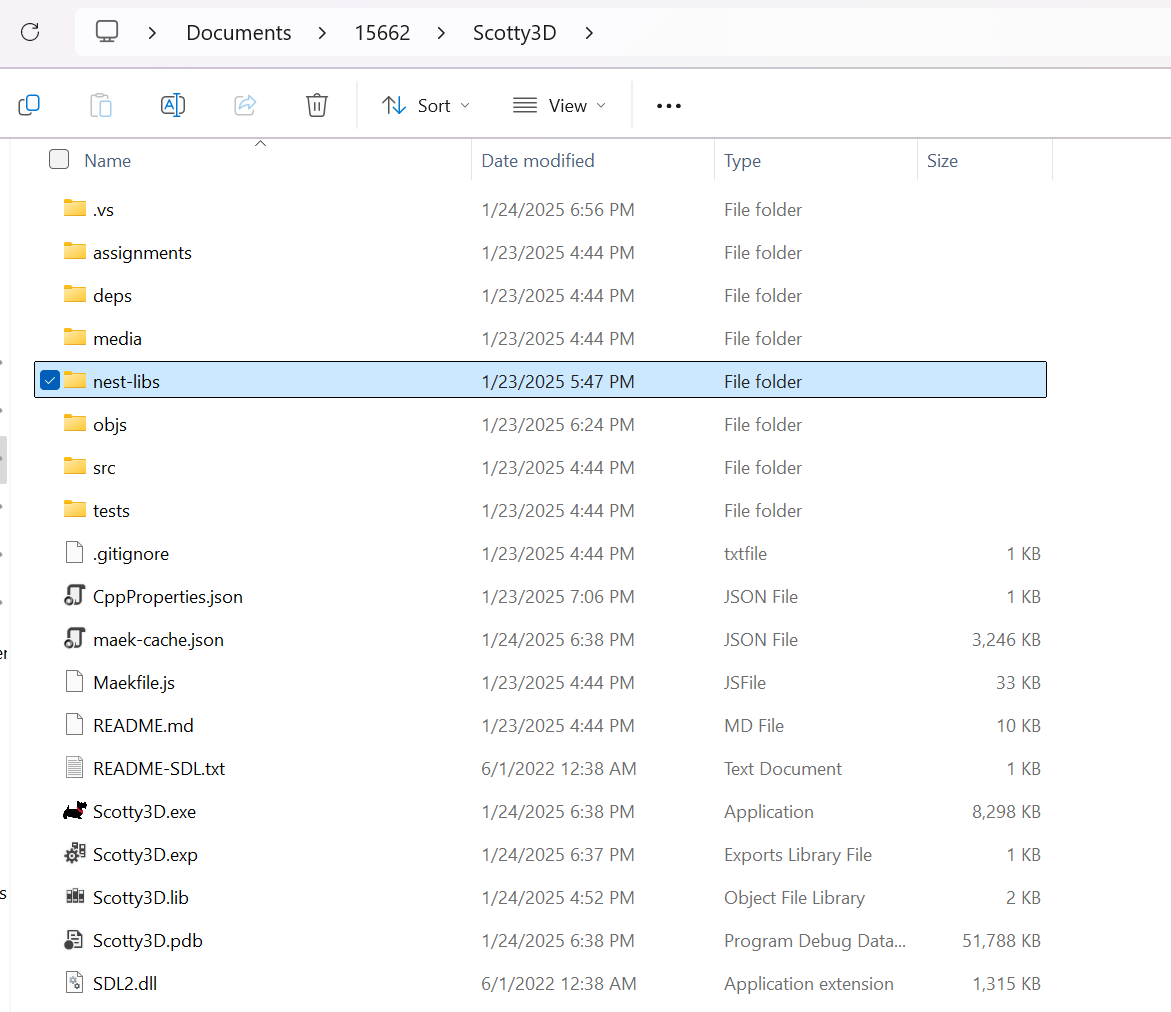 Documents 15662 Scotty3D
Sort View
Name Date modified Type Size
.vs 1/24/2025 6:56 PM File folder
assignments 1/23/2025 4:44 PM File folder
deps 1/23/2025 4:44 PM File folder
media 1/23/2025 4:44 PM File folder
nest-libs 1/23/2025 5:47 PM File folder
objs 1/23/2025 6:24 PM File folder
src 1/23/2025 4:44 PM File folder
tests 1/23/2025 4:44 PM File folder
.gitignore 1/23/2025 4:44 PM txtfile 1 KB
CppProperties.json 1/23/2025 7:06 PM JSON File 1 KB
maek-cache.json 1/24/2025 6:38 PM JSON File 3,246 KB
Maekfile.js 1/23/2025 4:44 PM JSFile 33 KB
README.md 1/23/2025 4:44 PM MD File 10 KB
README-SDL.txt 6/1/2022 12:38 AM Text Document 1 KB
Scotty3D.exe 1/24/2025 6:38 PM Application 8,298 KB
Scotty3D.exp 1/24/2025 6:37 PM Exports Library File 1 KB
Scotty3D.lib 1/24/2025 4:52 PM Object File Library 2 KB
Scotty3D.pdb 1/24/2025 6:38 PM Program Debug Data... 51,788 KB
SDL2.dll 6/1/2022 12:38 AM Application extension 1,315 KB